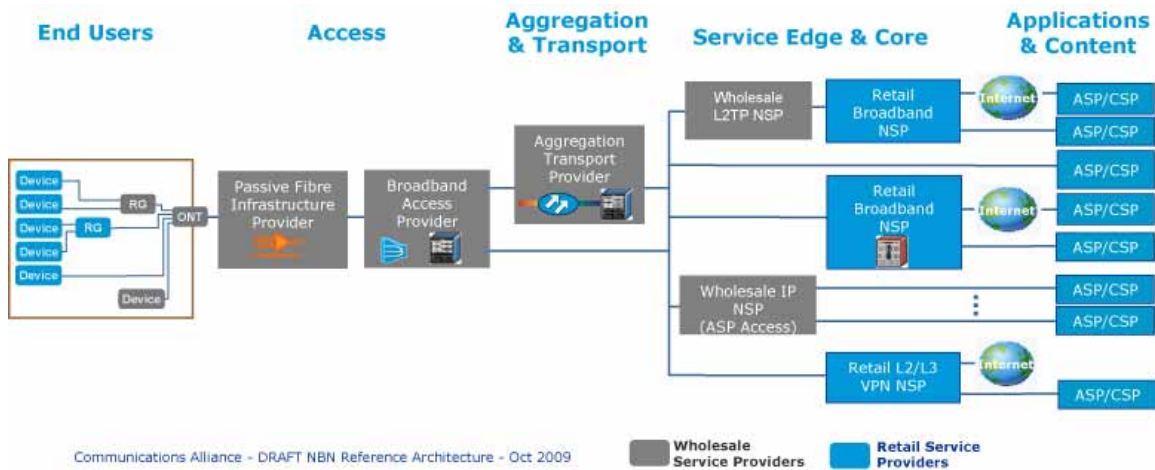 End Users
Access
Aggregation
& Transport
Service Edge & Core
Applications
& Content
Device
Device
Device
Device
Device
Device
RG
RG
ONT
Passive Fibre
Infrastructure
Provider
Broadband
Access
Provider
Aggregation
Transport
Provider
Wholesale
L2TP NSP
Retail
Broadband
NSP
Internet
ASP/CSP
ASP/CSP
ASP/CSP
Retail
Broadband
NSP
Internet
ASP/CSP
ASP/CSP
Wholesale IP
NSP
(ASP Access)
ASP/CSP
ASP/CSP
Retail L2/L3
VPN NSP
Internet
ASP/CSP
Communications Alliance - DRAFT NBN Reference Architecture - Oct 2009
Wholesale
Service Providers
Retail Service
Providers